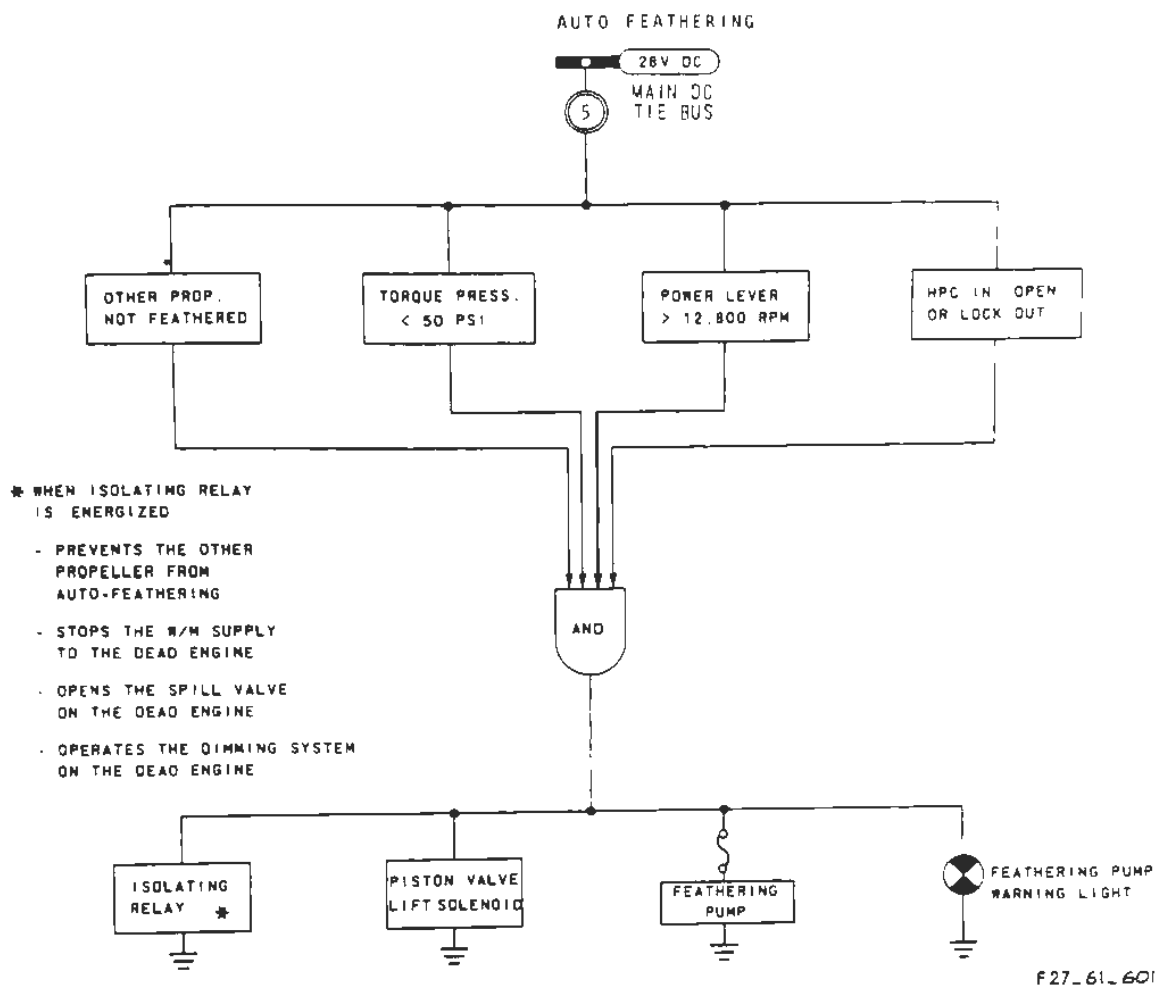 AUTO FEATHERING
28V DC
MAIN DC
TIE BUS
5
*
OTHER PROP.
NOT FEATHERED
TORQUE PRESS.
< 50 PSI
POWER LEVER
> 12,800 RPM
HPC IN OPEN
OR LOCK OUT
* WHEN ISOLATING RELAY
IS ENERGIZED
- PREVENTS THE OTHER
PROPELLER FROM
AUTO-FEATHERING
- STOPS THE W/M SUPPLY
TO THE DEAD ENGINE
- OPENS THE SPILL VALVE
ON THE DEAD ENGINE
- OPERATES THE DIMMING SYSTEM
ON THE DEAD ENGINE
AND
ISOLATING
RELAY *
PISTON VALVE
LIFT SOLENOID
FEATHERING
PUMP
FEATHERING PUMP
WARNING LIGHT
F27_61_601